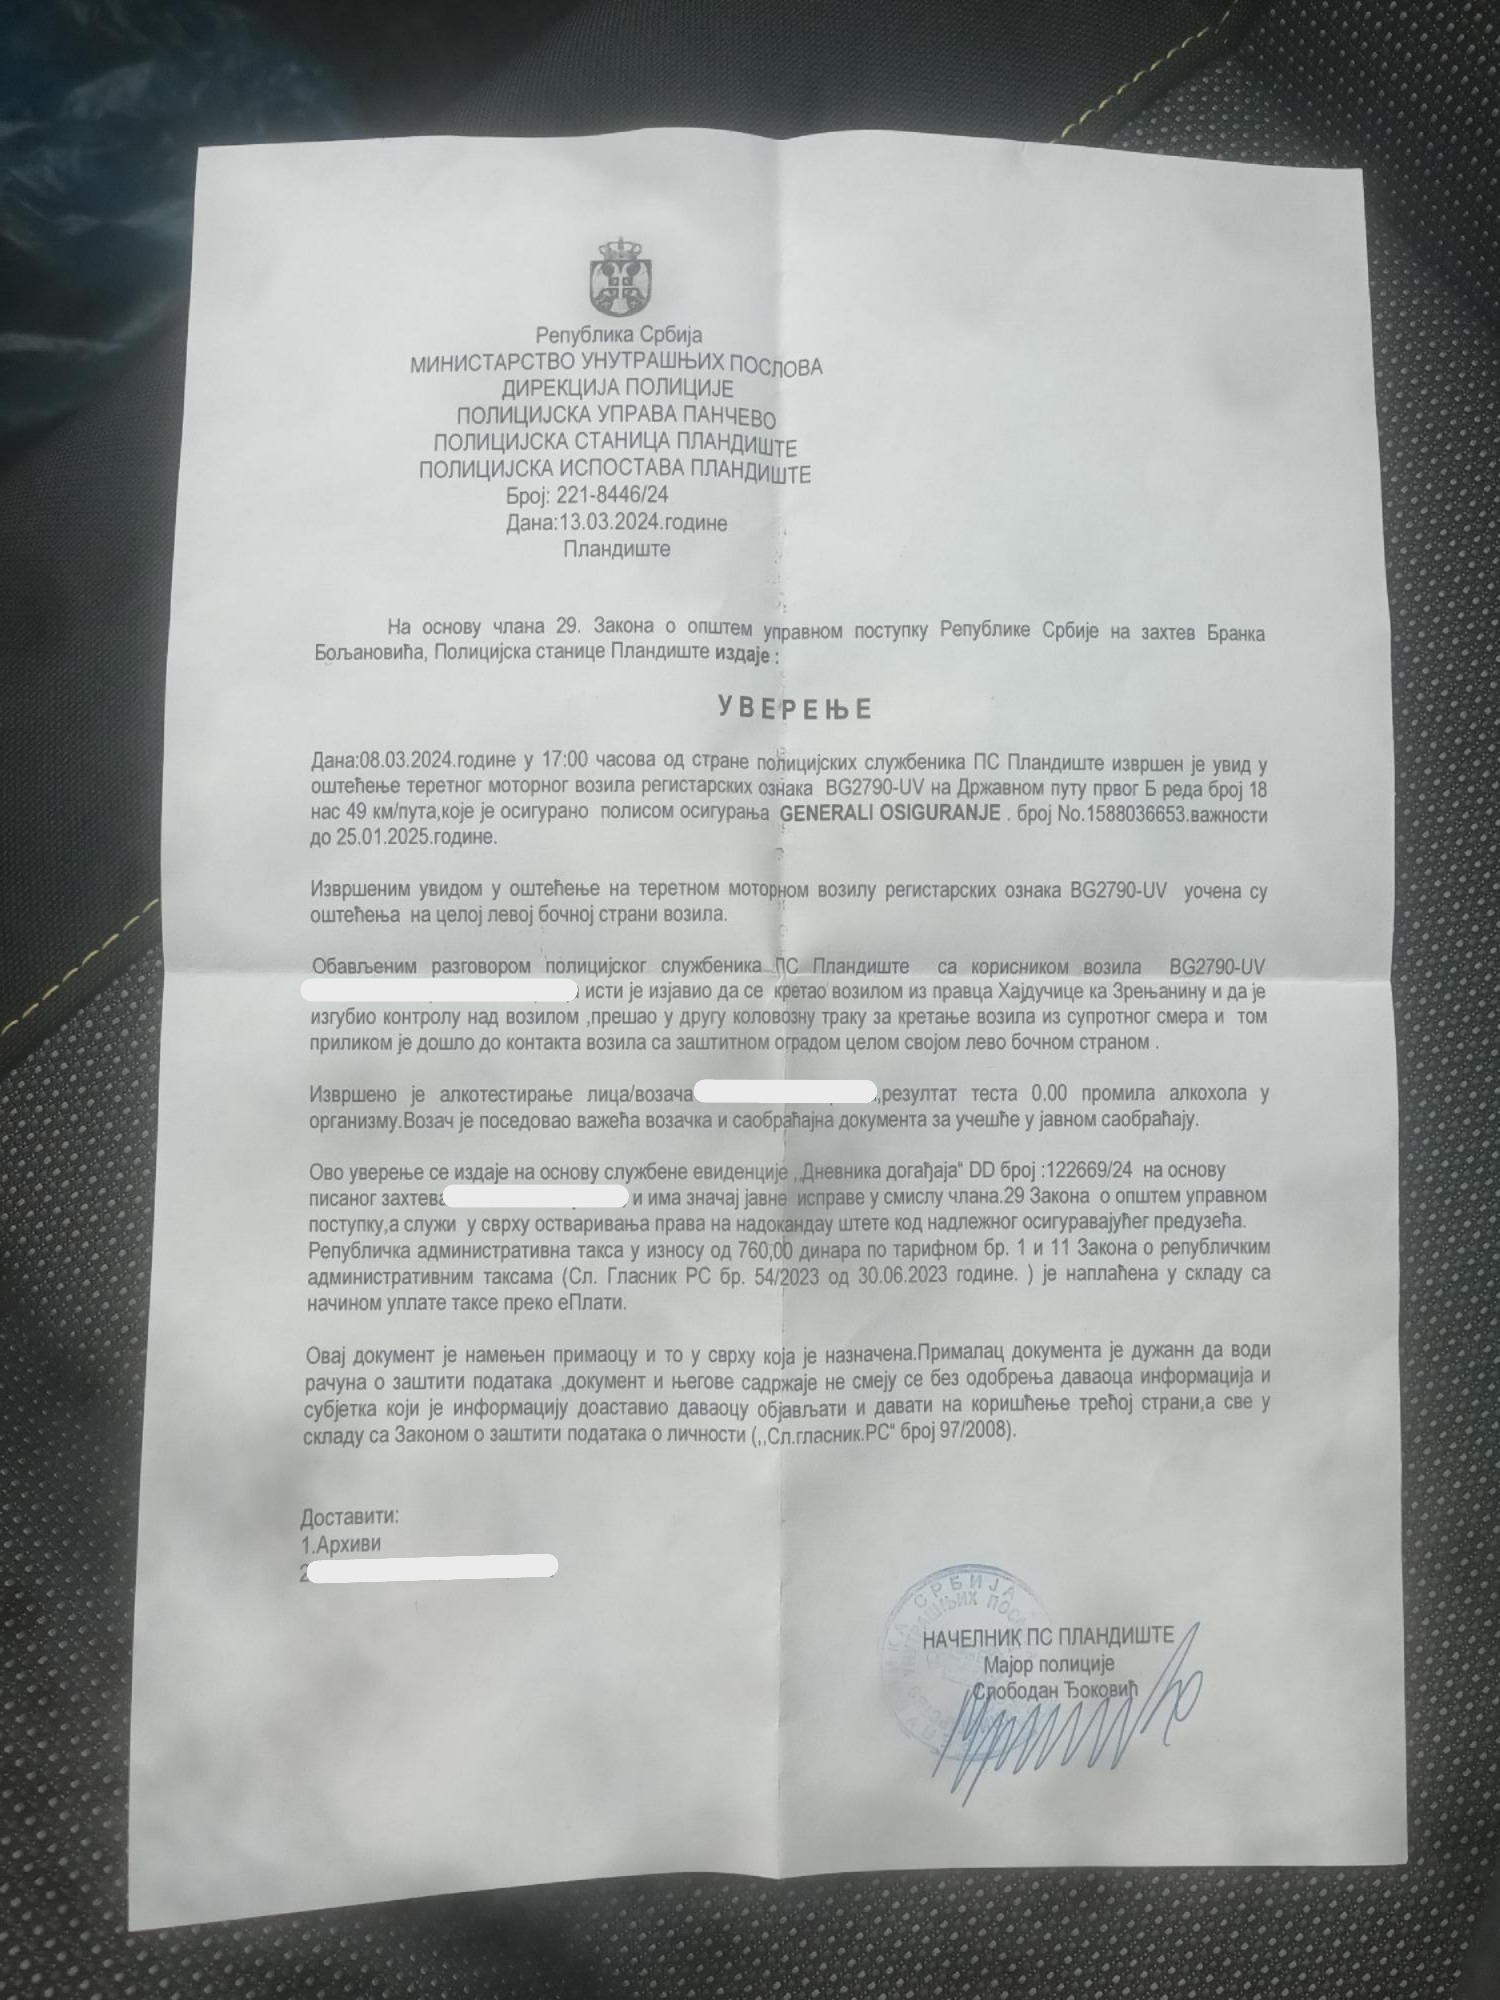 Република Србија
МИНИСТАРСТВО УНУТРАШЊИХ ПОСЛОВА
ДИРЕКЦИЈА ПОЛИЦИЈЕ
ПОЛИЦИЈСКА УПРАВА ПАНЧЕВО
ПОЛИЦИЈСКА СТАНИЦА ПЛАНДИШТЕ
ПОЛИЦИЈСКА ИСПОСТАВА ПЛАНДИШТЕ
Број: 221-8446/24
Дана:13.03.2024.године
Пландиште
На основу члана 29. Закона о општем управном поступку Републике Србије на захтев Бранка
Бољановића, Полицијска станице Пландиште издаје :
УВЕРЕЊЕ
Дана:08.03.2024.године у 17:00 часова од стране полицијских службеника ПС Пландиште извршен је увид у
оштећење теретног моторног возила регистарских ознака BG2790-UV на Државном путу првог Б реда број 18
нас 49 км/пута,које је осигурано полисом осигурања GENERALI OSIGURANJE . број No.1588036653.важности
до 25.01.2025.године.
Извршеним увидом у оштећење на теретном моторном возилу регистарских ознака BG2790-UV уочена су
оштећења на целој левој бочној страни возила.
Обављеним разговором полицијског службеника ПС Пландиште са корисником возила BG2790-UV
исти је изјавио да се кретао возилом из правца Хајдучице ка Зрењанину и да је
изгубио контролу над возилом ,прешао у другу коловозну траку за кретање возила из супротног смера и том
приликом је дошло до контакта возила са заштитном оградом целом својом лево бочном страном .
Извршено је алкотестирање лица/возача ,резултат теста 0.00 промила алкохола у
организму.Возач је поседовао важећа возачка и саобраћајна документа за учешће у јавном саобраћају.
Ово уверење се издаје на основу службене евиденције ,,Дневника догађаја“ DD број :122669/24 на основу
писаног захтева и има значај јавне исправе у смислу члана.29 Закона о општем управном
поступку,а служи у сврху остваривања права на надокандау штете код надлежног осигуравајућег предузећа.
Републичка административна такса у износу од 760,00 динара по тарифном бр. 1 и 11 Закона о републичким
административним таксама (Сл. Гласник РС бр. 54/2023 од 30.06.2023 године. ) је наплаћена у складу са
начином уплате таксе преко еПлати.
Овај документ је намењен примаоцу и то у сврху која је назначена.Прималац документа је дужанн да води
рачуна о заштити података ,документ и његове садржаје не смеју се без одобрења даваоца информација и
субјетка који је информацију доаставио даваоцу објављати и давати на коришћење трећој страни,а све у
складу са Законом о заштити података о личности (,,Сл.гласник.РС“ број 97/2008).
Доставити:
1.Архиви
2
СРБИЈА
НАЧЕЛНИК ПС ПЛАНДИШТЕ
Мајор полиције
Слободан Ђоковић